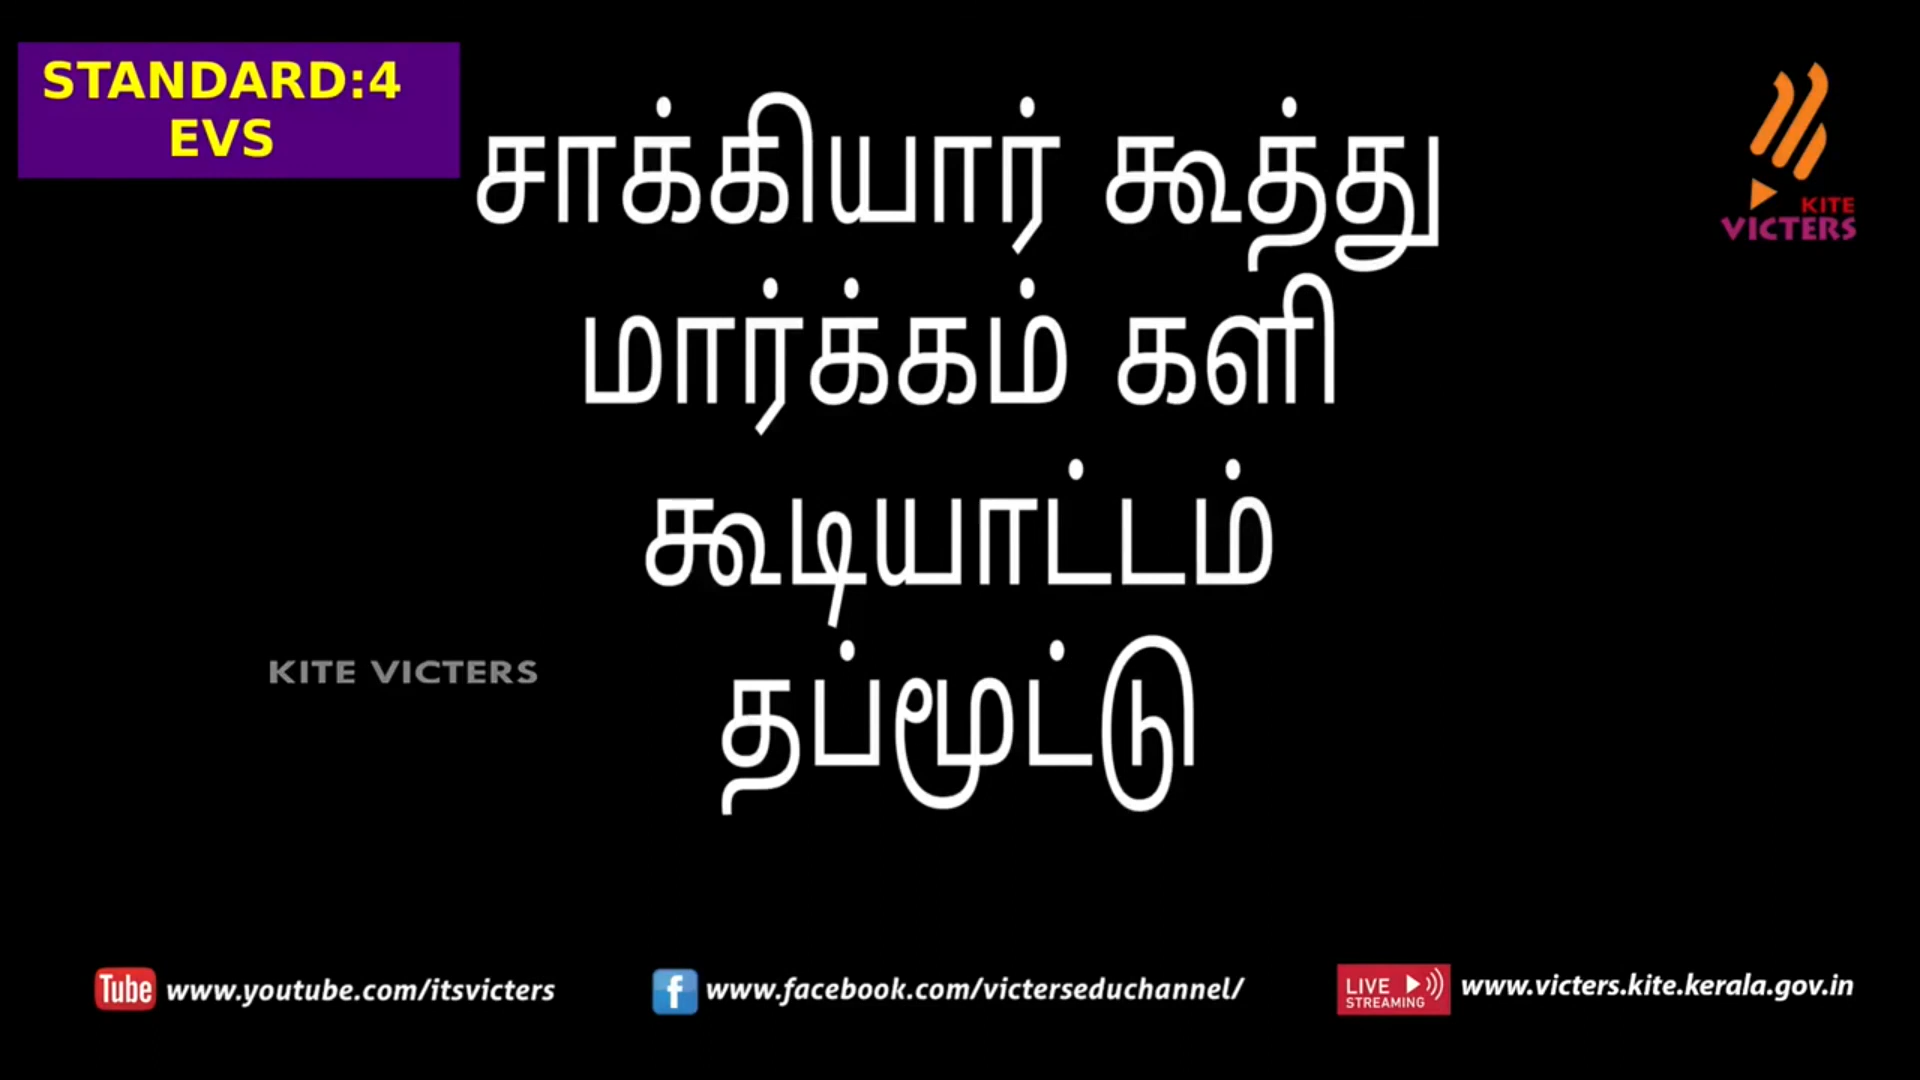 STANDARD:4
EVS
சாக்கியார் கூத்து
மார்க்கம் களி
கூடியாட்டம்
தப்மூட்டு
KITE
VICTERS
KITE VICTERS
Tube www.youtube.com/itsvicters
f www.facebook.com/victerseduchannel/
LIVE
STREAMING
www.victers.kite.kerala.gov.in